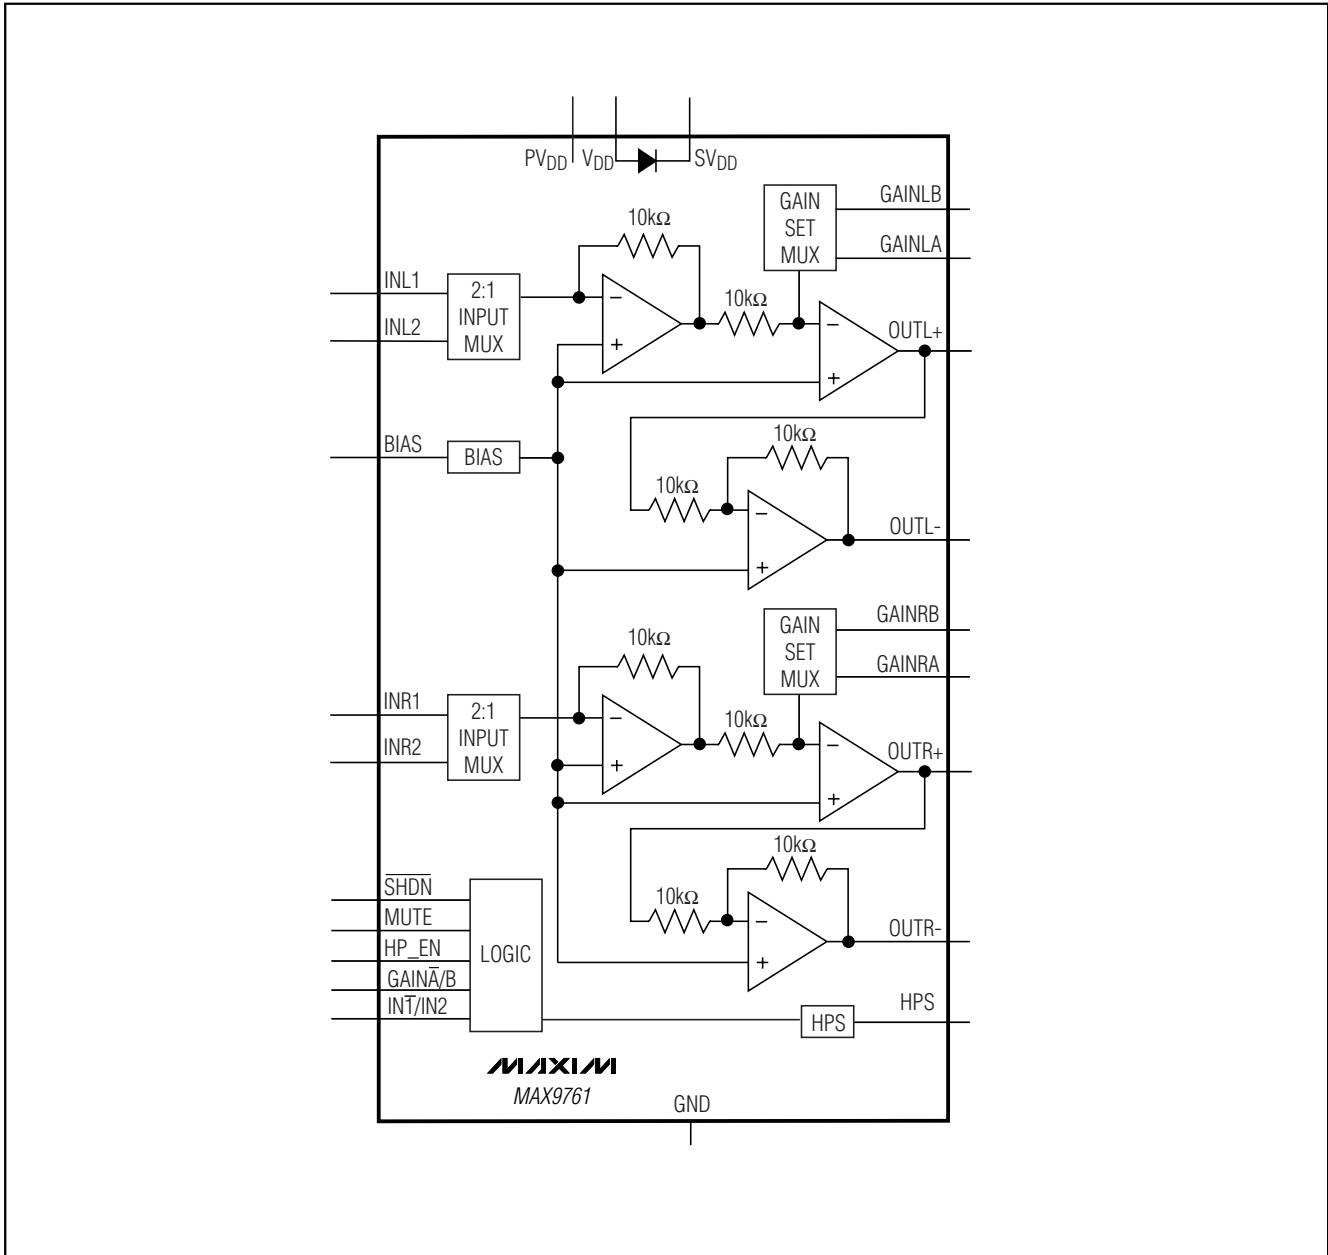 PVDD VDD SVDD
GAIN
SET
MUX
GAINLB
GAINLA
10kΩ
INL1
INL2
2:1
INPUT
MUX
−
+
10kΩ
−
+
OUTL+
BIAS
BIAS
10kΩ
10kΩ
−
+
OUTL-
GAIN
SET
MUX
GAINRB
GAINRA
10kΩ
INR1
INR2
2:1
INPUT
MUX
−
+
10kΩ
−
+
OUTR+
10kΩ
10kΩ
−
+
OUTR-
S̅H̅D̅N̅
MUTE
HP_EN
GAINA̅/B
IN1̅/IN2
LOGIC
HPS
HPS
MAXIM
MAX9761
GND